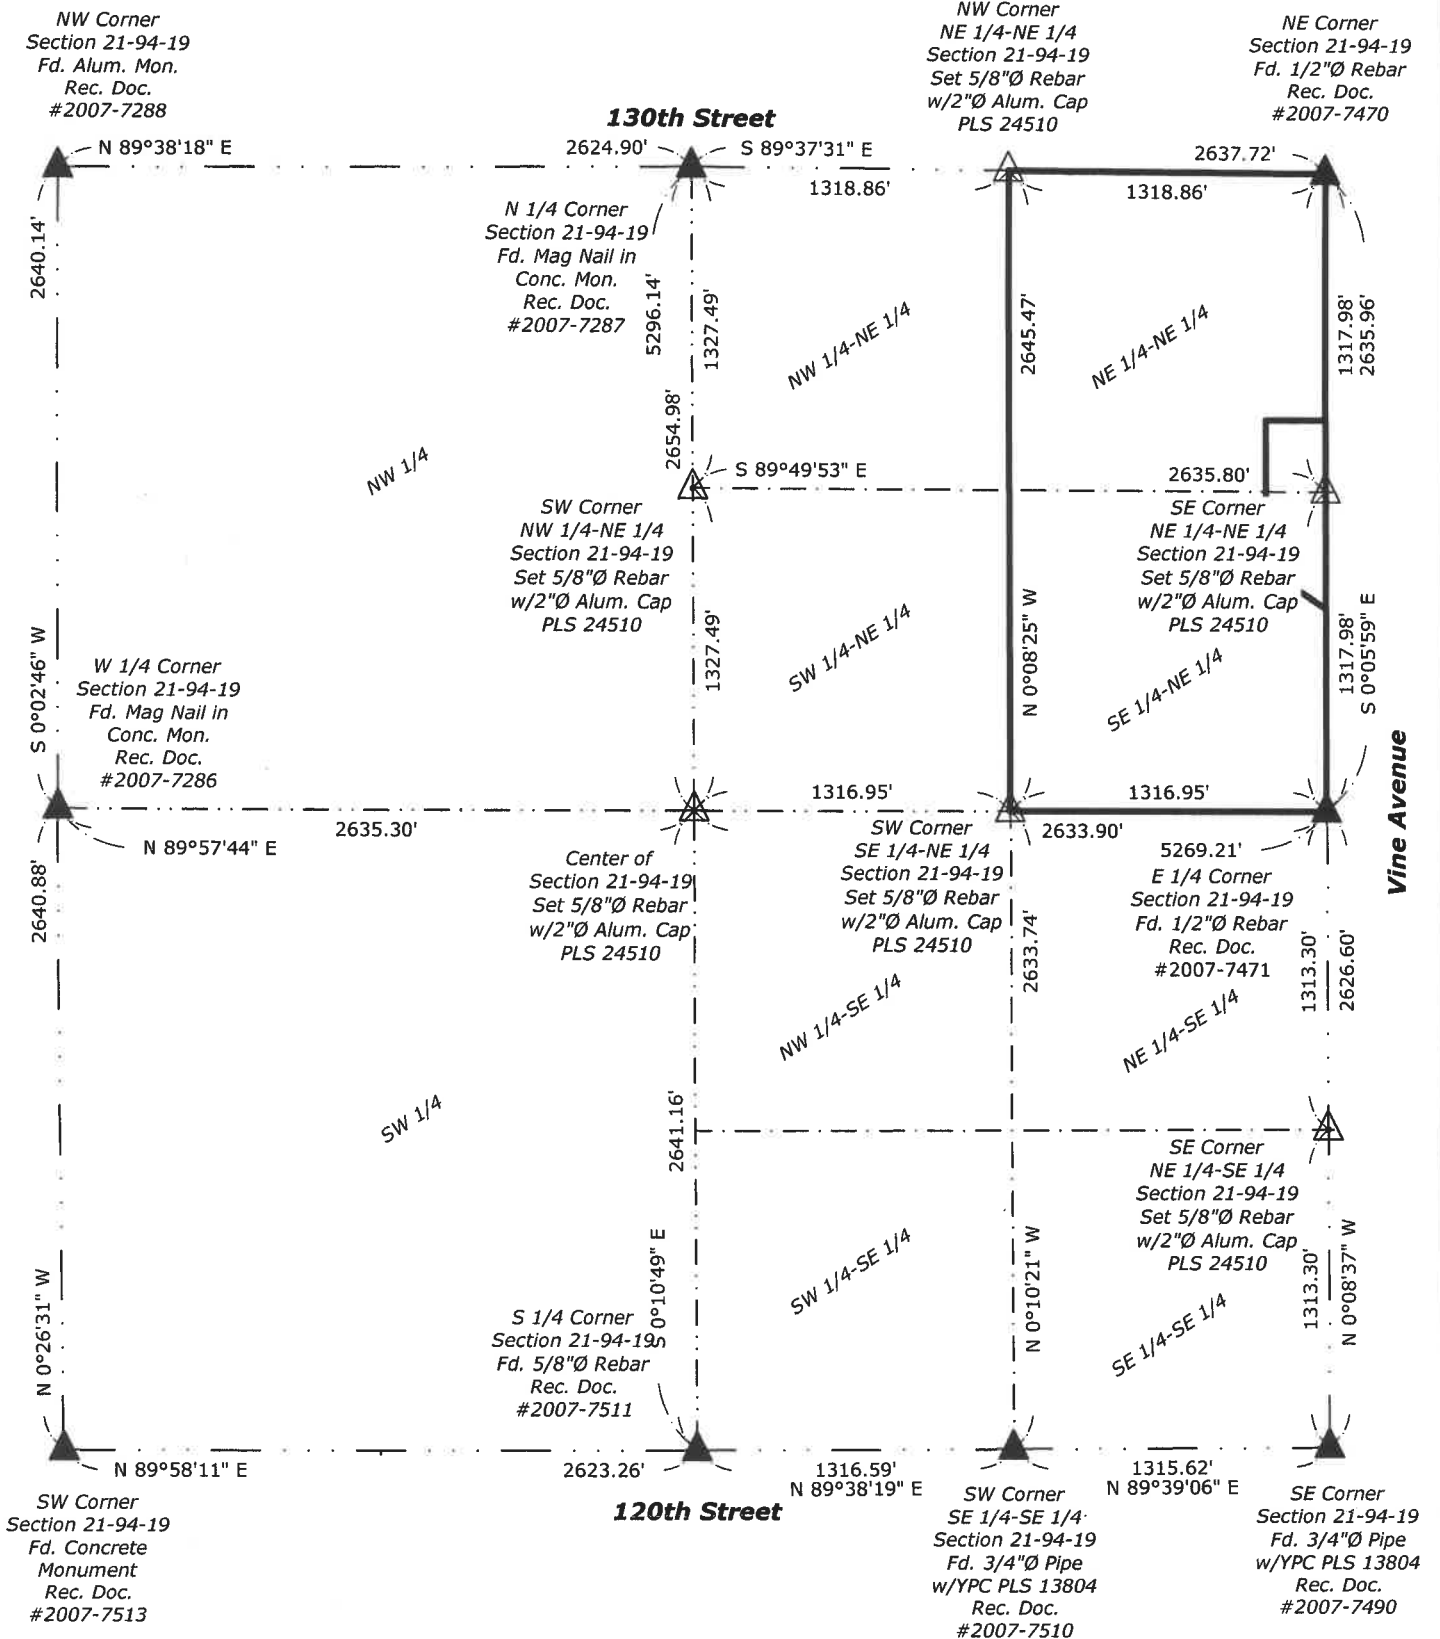 NW Corner
Section 21-94-19
Fd. Alum. Mon.
Rec. Doc.
#2007-7288
NW Corner
NE 1/4-NE 1/4
Section 21-94-19
Set 5/8"Ø Rebar
w/2"Ø Alum. Cap
PLS 24510
NE Corner
Section 21-94-19
Fd. 1/2"Ø Rebar
Rec. Doc.
#2007-7470
130th Street
N 89°38'18" E
2624.90'
S 89°37'31" E
2637.72'
1318.86'
1318.86'
N 1/4 Corner
Section 21-94-19
Fd. Mag Nail in
Conc. Mon.
Rec. Doc.
#2007-7287
2640.14'
5296.14'
1327.49'
2645.47'
1317.98'
2635.96'
NW 1/4-NE 1/4
NE 1/4-NE 1/4
2654.98'
NW 1/4
S 89°49'53" E
2635.80'
SW Corner
NW 1/4-NE 1/4
Section 21-94-19
Set 5/8"Ø Rebar
w/2"Ø Alum. Cap
PLS 24510
SE Corner
NE 1/4-NE 1/4
Section 21-94-19
Set 5/8"Ø Rebar
w/2"Ø Alum. Cap
PLS 24510
S 0°02'46" W
1327.49'
SW 1/4-NE 1/4
N 0°08'25" W
SE 1/4-NE 1/4
1317.98'
S 0°05'59" E
W 1/4 Corner
Section 21-94-19
Fd. Mag Nail in
Conc. Mon.
Rec. Doc.
#2007-7286
Vine Avenue
1316.95'
1316.95'
2635.30'
N 89°57'44" E
2633.90'
5269.21'
2640.88'
Center of
Section 21-94-19
Set 5/8"Ø Rebar
w/2"Ø Alum. Cap
PLS 24510
SW Corner
SE 1/4-NE 1/4
Section 21-94-19
Set 5/8"Ø Rebar
w/2"Ø Alum. Cap
PLS 24510
E 1/4 Corner
Section 21-94-19
Fd. 1/2"Ø Rebar
Rec. Doc.
#2007-7471
2633.74'
1313.30'
2626.60'
NW 1/4-SE 1/4
NE 1/4-SE 1/4
SW 1/4
2641.16'
SE Corner
NE 1/4-SE 1/4
Section 21-94-19
Set 5/8"Ø Rebar
w/2"Ø Alum. Cap
PLS 24510
N 0°26'31" W
S 0°10'49" E
SW 1/4-SE 1/4
N 0°10'21" W
SE 1/4-SE 1/4
1313.30'
N 0°08'37" W
S 1/4 Corner
Section 21-94-19
Fd. 5/8"Ø Rebar
Rec. Doc.
#2007-7511
N 89°58'11" E
2623.26'
1316.59'
N 89°38'19" E
1315.62'
N 89°39'06" E
120th Street
SW Corner
Section 21-94-19
Fd. Concrete
Monument
Rec. Doc.
#2007-7513
SW Corner
SE 1/4-SE 1/4
Section 21-94-19
Fd. 3/4"Ø Pipe
w/YPC PLS 13804
Rec. Doc.
#2007-7510
SE Corner
Section 21-94-19
Fd. 3/4"Ø Pipe
w/YPC PLS 13804
Rec. Doc.
#2007-7490